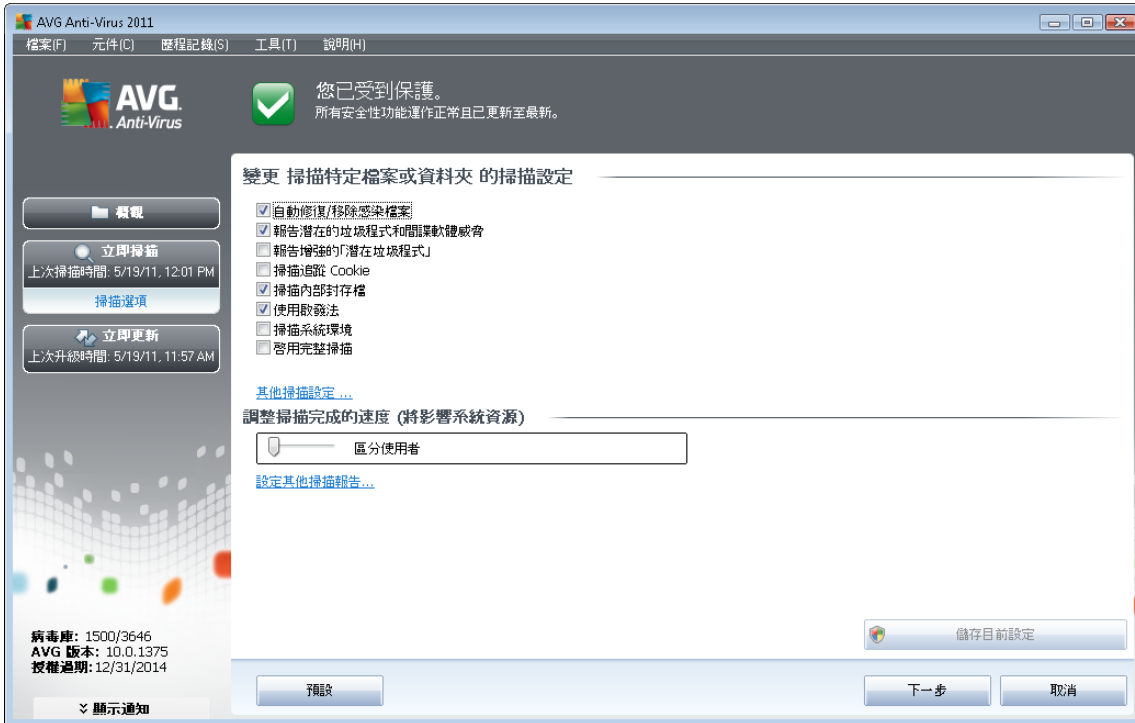 AVG Anti-Virus 2011
檔案(F) 元件(C) 歷程記錄(S) 工具(T) 說明(H)
AVG.
Anti-Virus
您已受到保護。
所有安全性功能運作正常且已更新至最新。
概觀
立即掃描
上次掃描時間: 5/19/11, 12:01 PM
掃描選項
立即更新
上次升級時間: 5/19/11, 11:57 AM
變更 掃描特定檔案或資料夾 的掃描設定
自動修復/移除感染檔案
報告潛在的垃圾程式和間諜軟體威脅
報告增強的「潛在垃圾程式」
掃描追蹤 Cookie
掃描內部封存檔
使用啟發法
掃描系統環境
啓用完整掃描
其他掃描設定 ...
調整掃描完成的速度 (將影響系統資源)
區分使用者
設定其他掃描報告...
病毒庫: 1500/3646
AVG 版本: 10.0.1375
授權過期: 12/31/2014
顯示通知
儲存目前設定
預設
下一步
取消